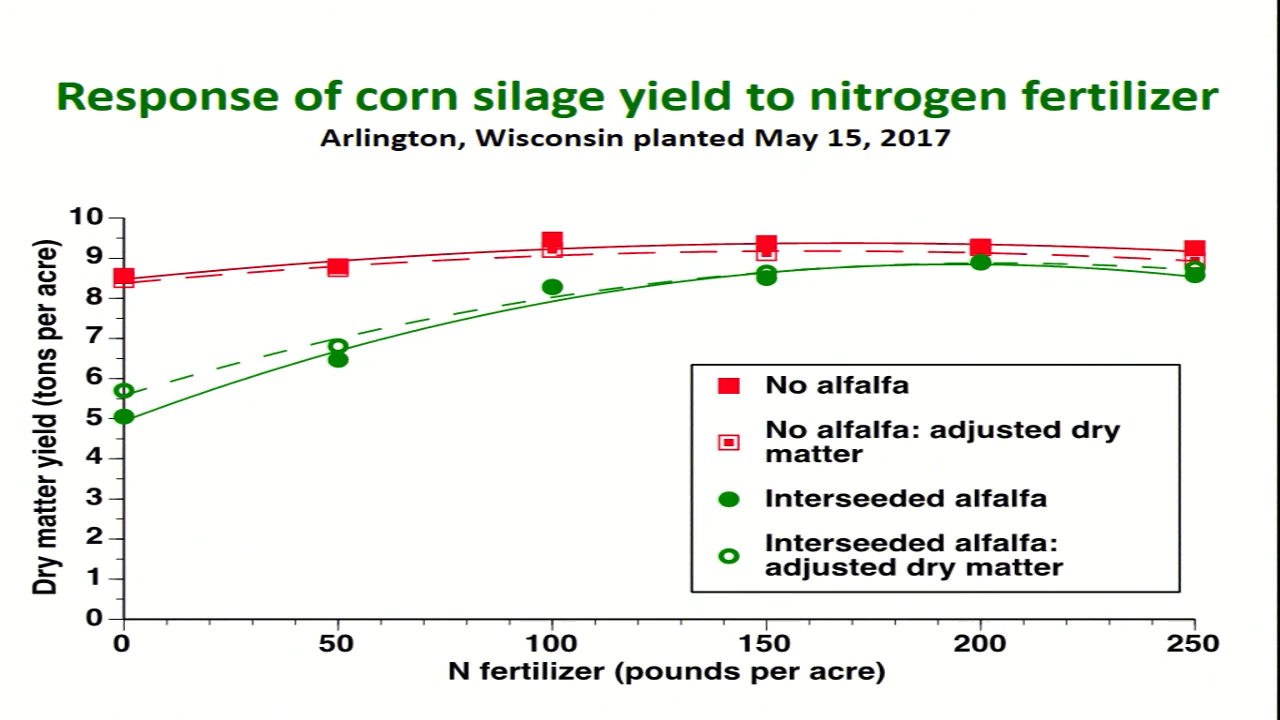 Response of corn silage yield to nitrogen fertilizer
Arlington, Wisconsin planted May 15, 2017
Dry matter yield (tons per acre)
10
9
8
7
6
5
4
3
2
1
0
No alfalfa
No alfalfa: adjusted dry
matter
Interseeded alfalfa
Interseeded alfalfa:
adjusted dry matter
0 50 100 150 200 250
N fertilizer (pounds per acre)